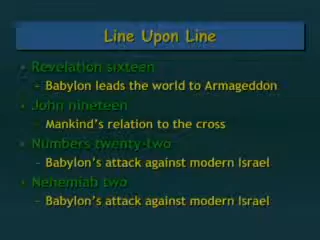 Line Upon Line
• Revelation sixteen
– Babylon leads the world to Armageddon
• John nineteen
– Mankind's relation to the cross
• Numbers twenty-two
– Babylon's attack against modern Israel
• Nehemiah two
– Babylon's attack against modern Israel